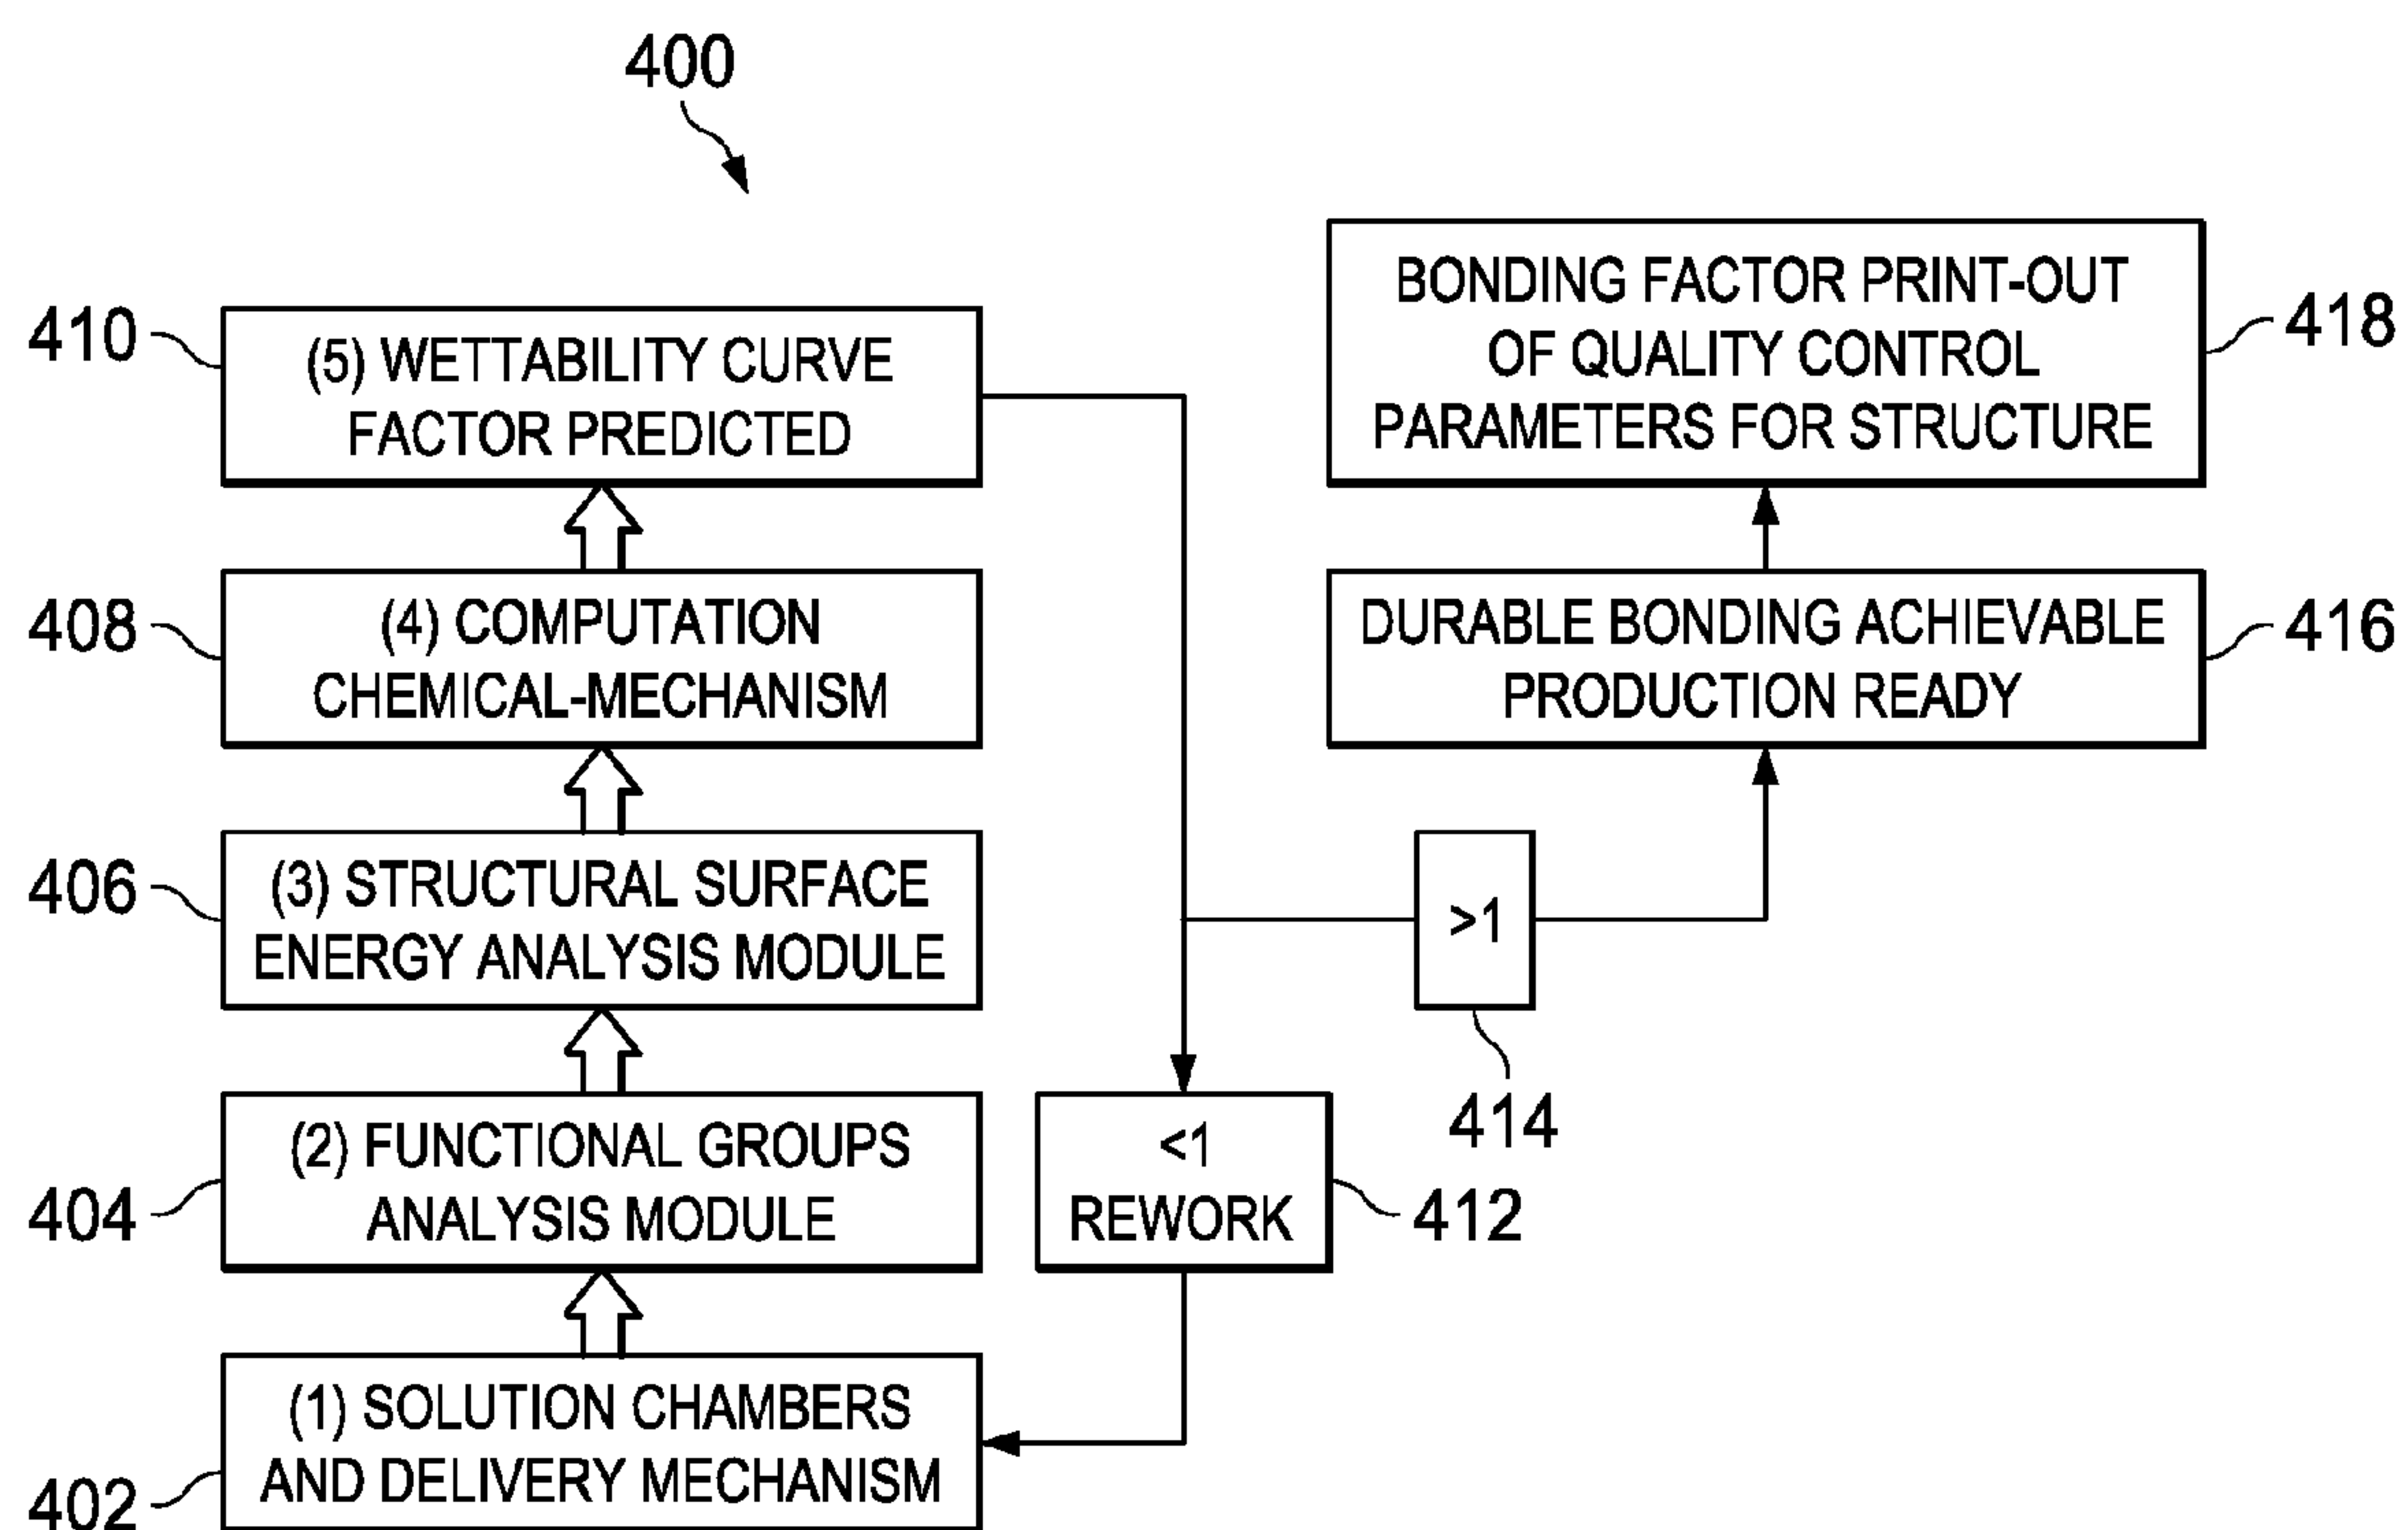 400
410
(5) WETTABILITY CURVE
FACTOR PREDICTED
408
(4) COMPUTATION
CHEMICAL-MECHANISM
406
(3) STRUCTURAL SURFACE
ENERGY ANALYSIS MODULE
404
(2) FUNCTIONAL GROUPS
ANALYSIS MODULE
402
(1) SOLUTION CHAMBERS
AND DELIVERY MECHANISM
<1
REWORK
412
>1
414
DURABLE BONDING ACHIEVABLE
PRODUCTION READY
416
BONDING FACTOR PRINT-OUT
OF QUALITY CONTROL
PARAMETERS FOR STRUCTURE
418